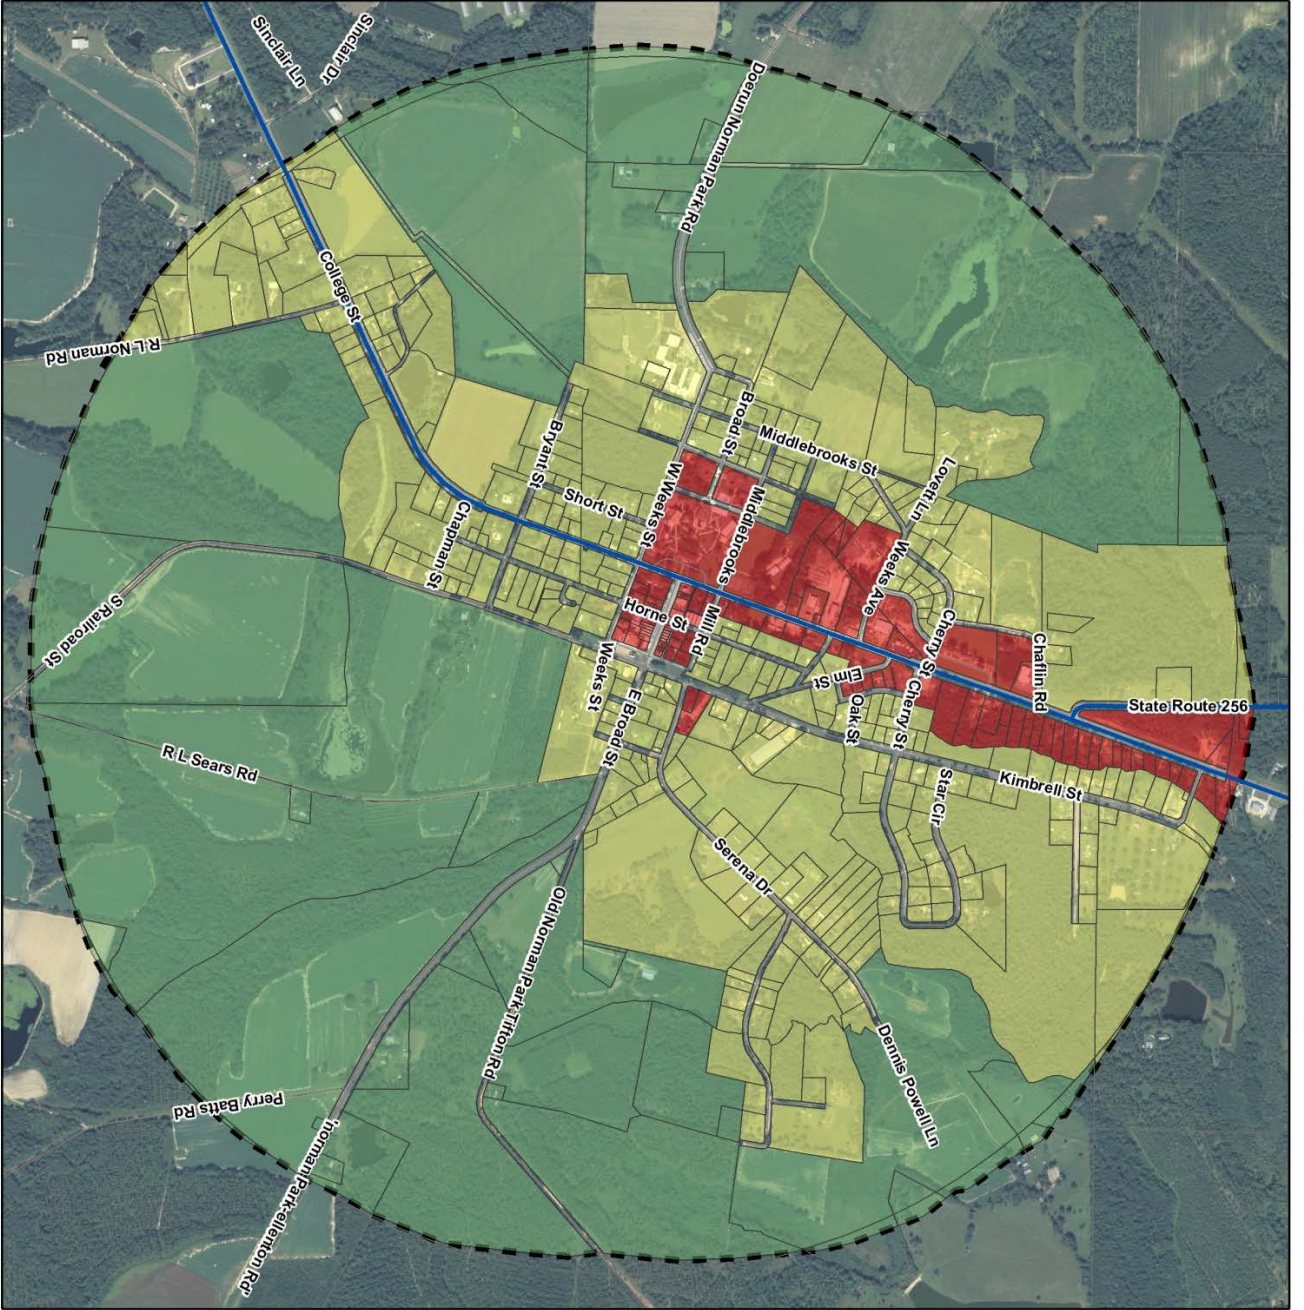 Sinclair Ln
Sinclair Dr
Doerun Norman Park Rd
College St
R L Norman Rd
Broad St
Middlebrooks St
Bryant St
Short St
W Weeks St
Middlebrooks
Lovett Ln
Chapman St
Weeks Ave
Horne St
Mill Rd
Cherry St
Chaflin Rd
S Railroad St
Weeks St
E Broad St
Elm St
Oak St
Cherry St
State Route 256
R L Sears Rd
Star Cir
Kimbrell St
Serena Dr
Old Norman Park Tifton Rd
Dennis Powell Ln
Perry Batts Rd
'norman Park-ellenton Rd'